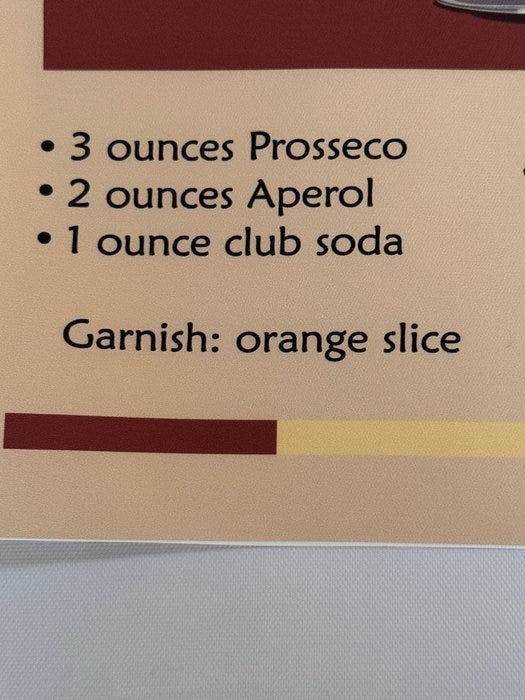 • 3 ounces Prosseco
• 2 ounces Aperol
• 1 ounce club soda
Garnish: orange slice